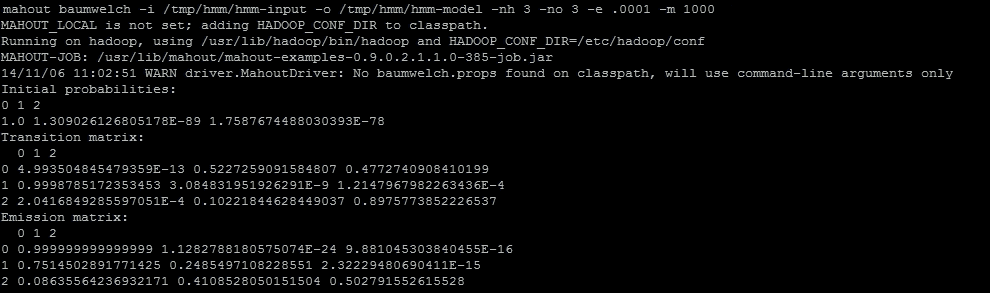 mahout baumwelch -i /tmp/hmm/hmm-input -o /tmp/hmm/hmm-model -nh 3 -no 3 -e .0001 -m 1000
MAHOUT_LOCAL is not set; adding HADOOP_CONF_DIR to classpath.
Running on hadoop, using /usr/lib/hadoop/bin/hadoop and HADOOP_CONF_DIR=/etc/hadoop/conf
MAHOUT-JOB: /usr/lib/mahout/mahout-examples-0.9.0.2.1.1.0-385-job.jar
14/11/06 11:02:51 WARN driver.MahoutDriver: No baumwelch.props found on classpath, will use command-line arguments only
Initial probabilities:
0 1 2
1.0 1.309026126805178E-89 1.7587674488030393E-78
Transition matrix:
0 1 2
0 4.993504845479359E-13 0.5227259091584807 0.4772740908410199
1 0.9998785172353453 3.084831951926291E-9 1.2147967982263436E-4
2 2.0416849285597051E-4 0.10221844628449037 0.8975773852226537
Emission matrix:
0 1 2
0 0.999999999999999 1.1282788180575074E-24 9.881045303840455E-16
1 0.7514502891771425 0.2485497108228551 2.32229480690411E-15
2 0.08635564236932171 0.4108528050151504 0.502791552615528